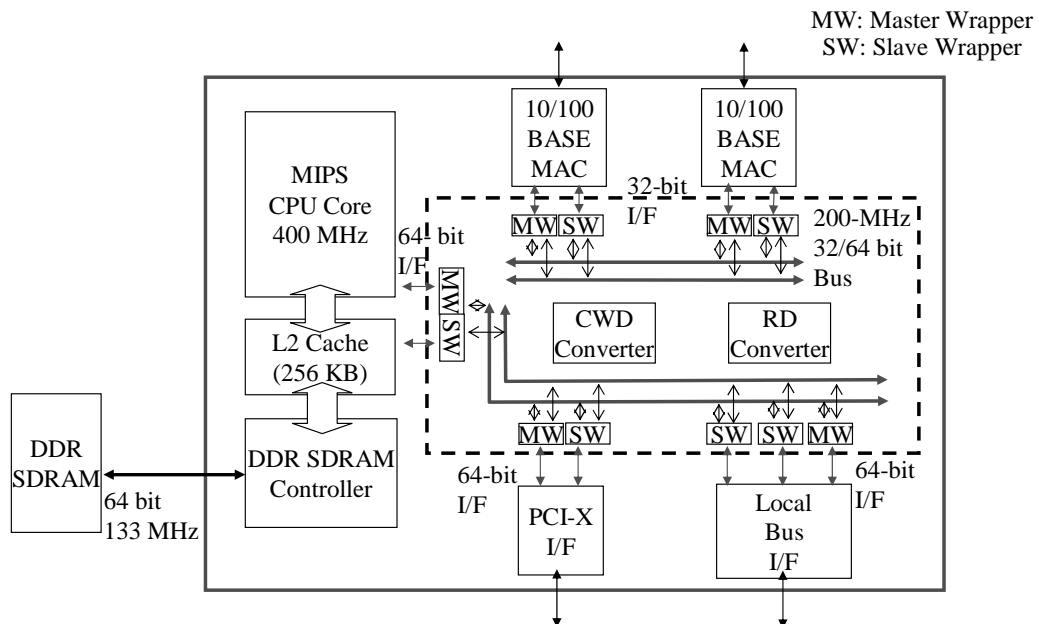 MW: Master Wrapper
SW: Slave Wrapper
10/100
BASE
MAC
10/100
BASE
MAC
MIPS
CPU Core
400 MHz
32-bit
I/F
MW
SW
MW
SW
200-MHz
32/64 bit
Bus
64- bit
I/F
MW
SW
CWD
Converter
RD
Converter
L2 Cache
(256 KB)
MW
SW
SW
SW
MW
DDR
SDRAM
DDR SDRAM
Controller
64 bit
133 MHz
64-bit
I/F
64-bit
I/F
PCI-X
I/F
Local
Bus
I/F